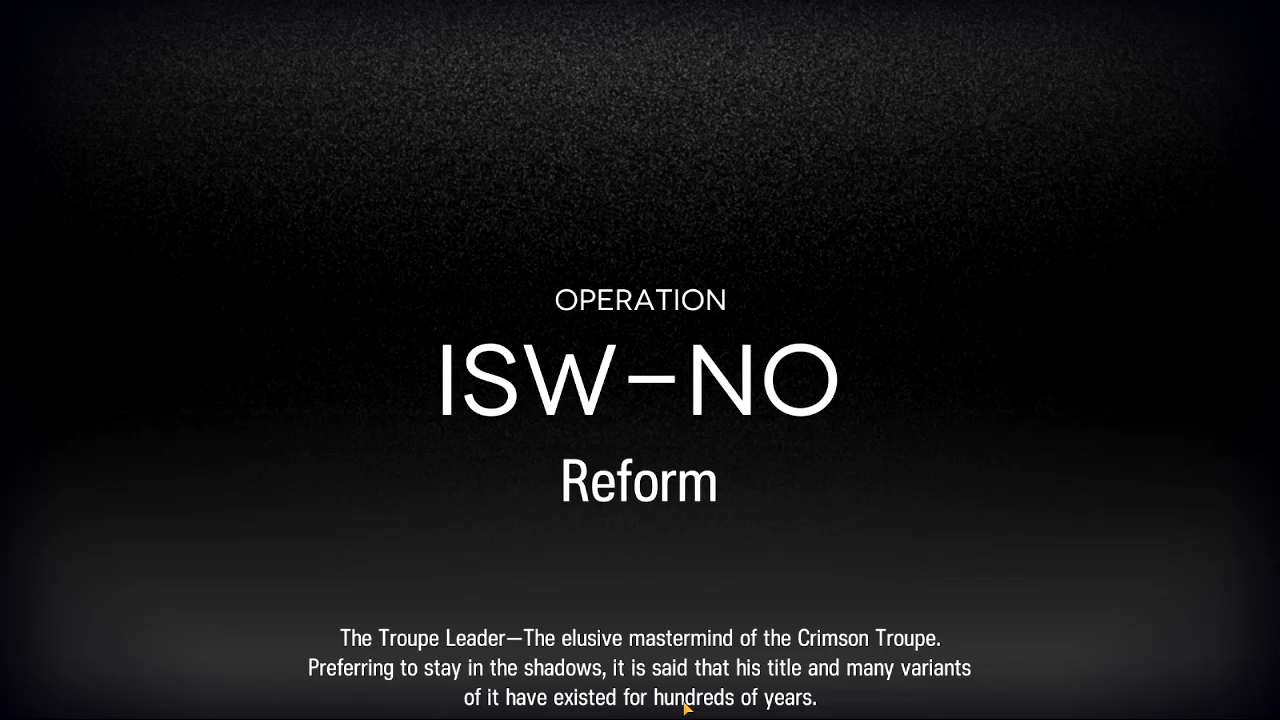 OPERATION
ISW-NO
Reform
The Troupe Leader—The elusive mastermind of the Crimson Troupe.
Preferring to stay in the shadows, it is said that his title and many variants
of it have existed for hundreds of years.